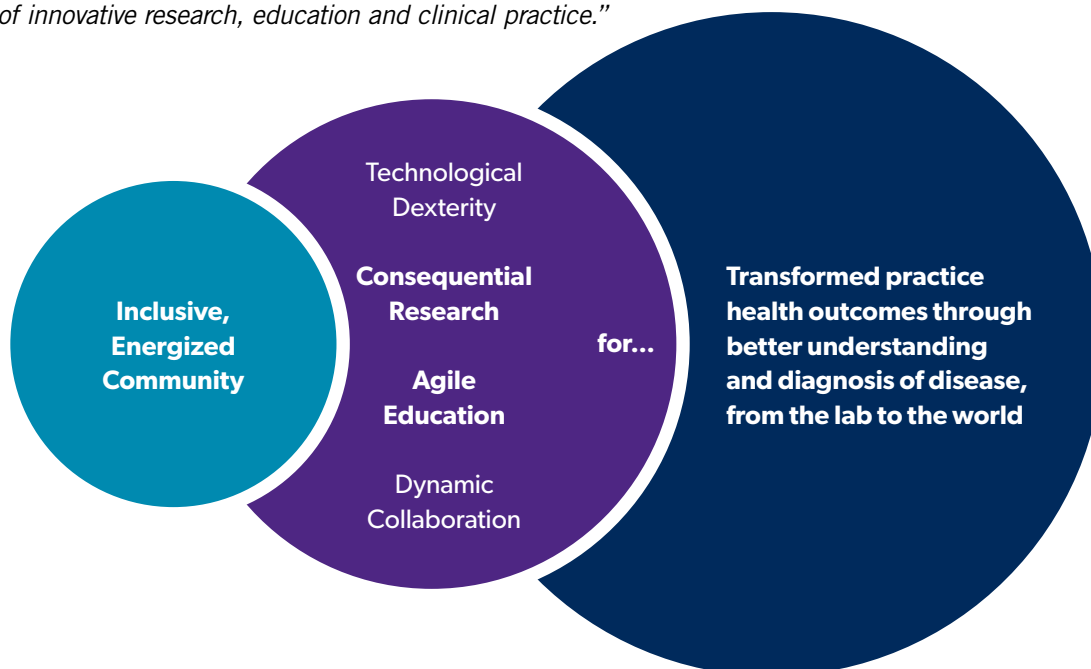 of innovative research, education and clinical practice.”
Inclusive,
Energized
Community
Technological
Dexterity
Consequential
Research
Agile
Education
Dynamic
Collaboration
for...
Transformed practice
health outcomes through
better understanding
and diagnosis of disease,
from the lab to the world